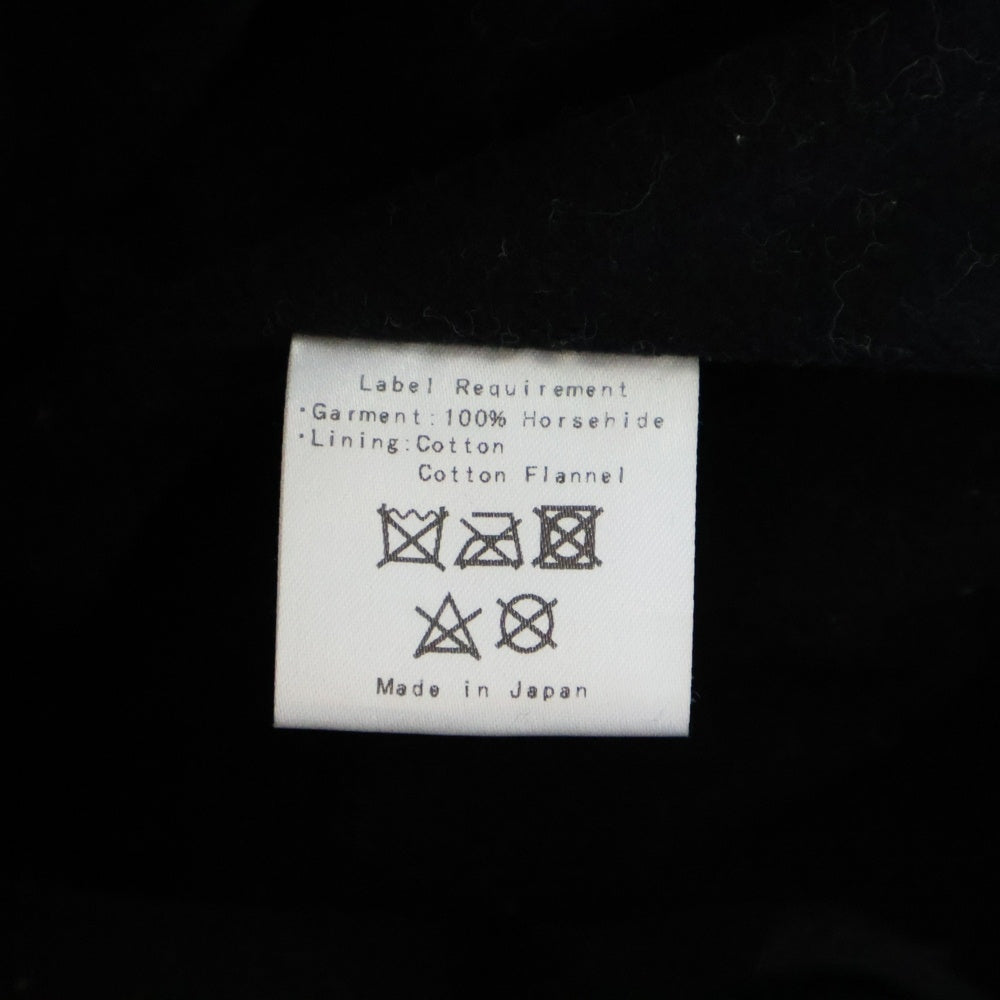 Label Requirement
・Garment:100% Horsehide
・Lining:Cotton
Cotton Flannel
Made in Japan